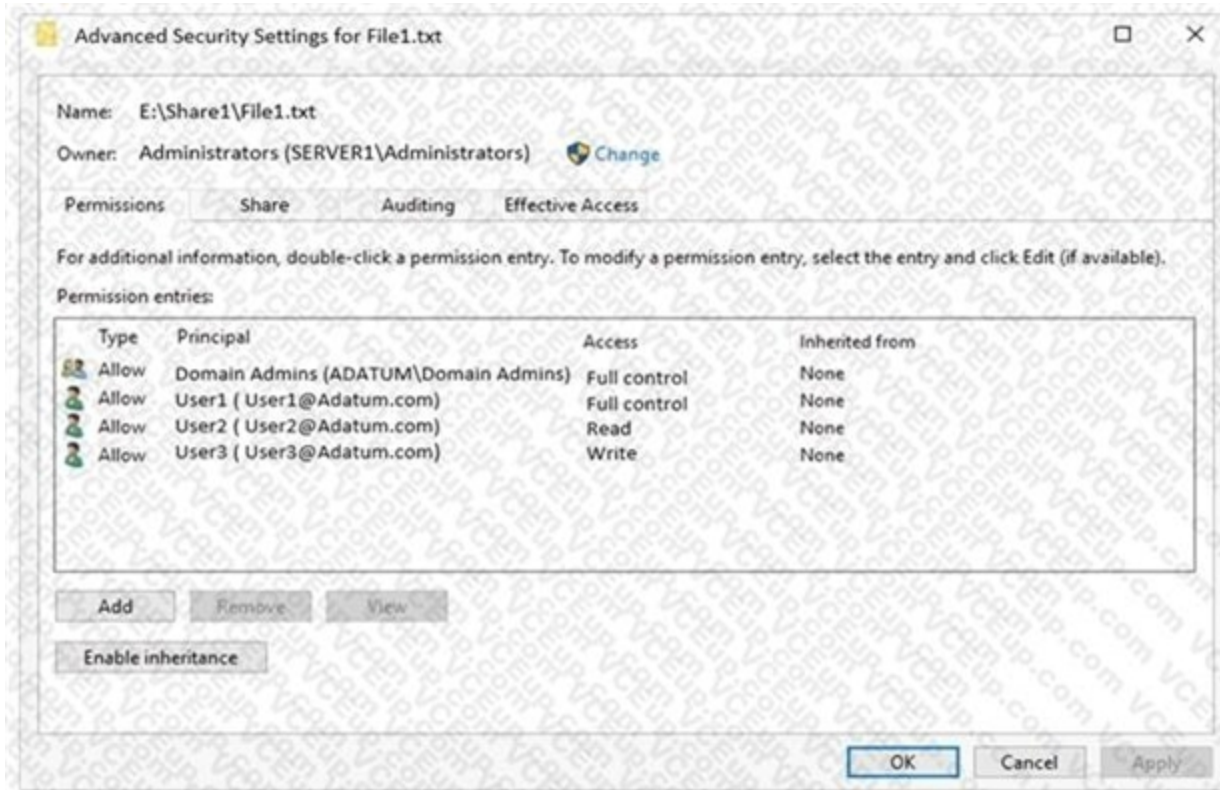 Advanced Security Settings for File1.txt
Name: E:\Share1\File1.txt
Owner: Administrators (SERVER1\Administrators) Change
Permissions Share Auditing Effective Access
For additional information, double-click a permission entry. To modify a permission entry, select the entry and click Edit (if available).
Permission entries:
Type Principal Access Inherited from
Allow Domain Admins (ADATUM\Domain Admins) Full control None
Allow User1 ( User1@Adatum.com) Full control None
Allow User2 ( User2@Adatum.com) Read None
Allow User3 ( User3@Adatum.com) Write None
Add Remove View
Enable inheritance
OK Cancel Apply